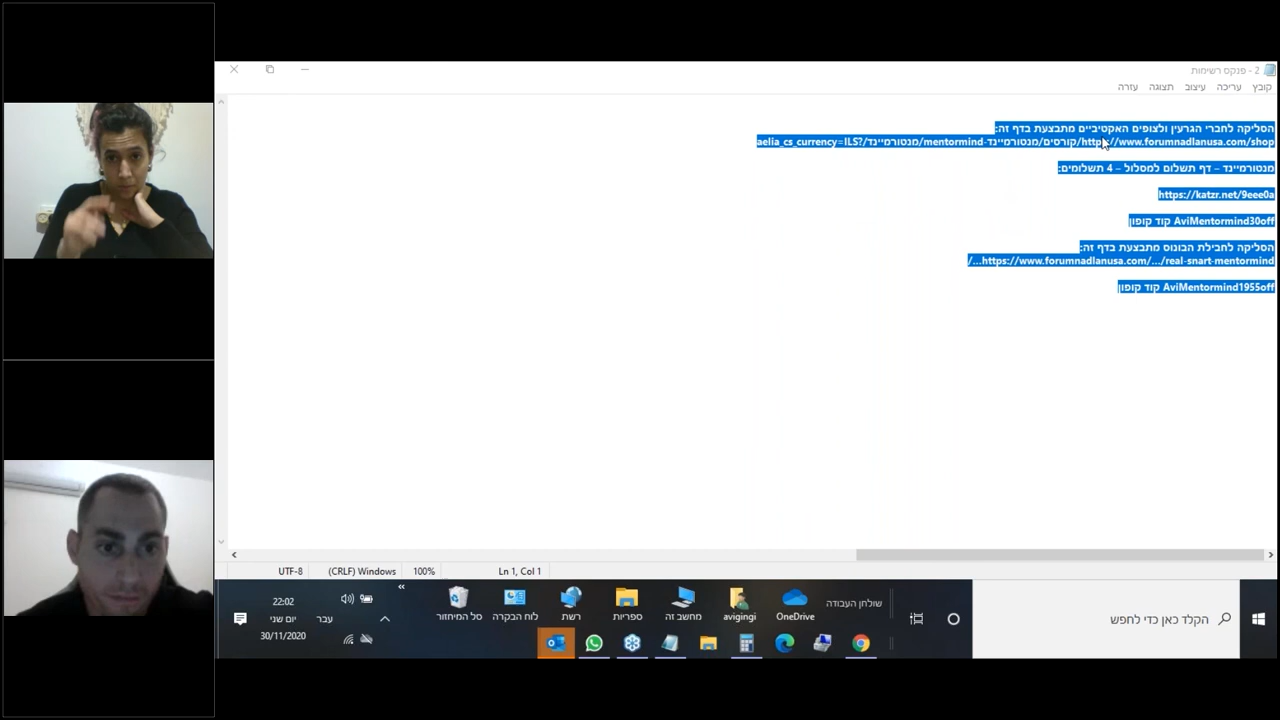 2 - פנקס רשימות
קובץ עריכה עיצוב תצוגה עזרה
הסליקה לחברי הגרעין ולצופים האקטיביים מתבצעת בדף זה:
https://www.forumnadlanusa.com/shop/קורסים/מנטורמיינד-mentormind/מנטורמיינד/?aelia_cs_currency=ILS
מנטורמיינד – דף תשלום למסלול – 4 תשלומים:
https://katzr.net/9eee0a
AviMentormind30off קוד קופון
הסליקה לחבילת הבונוס מתבצעת בדף זה:
https://www.forumnadlanusa.com/.../real-snart-mentormind.../
AviMentormind1955off קוד קופון
Ln 1, Col 1 100% Windows (CRLF) UTF-8
הקלד כאן כדי לחפש
שולחן העבודה
OneDrive
avigingi
מחשב זה
ספריות
רשת
לוח הבקרה
סל המיחזור
»
עבר
22:02
יום שני
30/11/2020